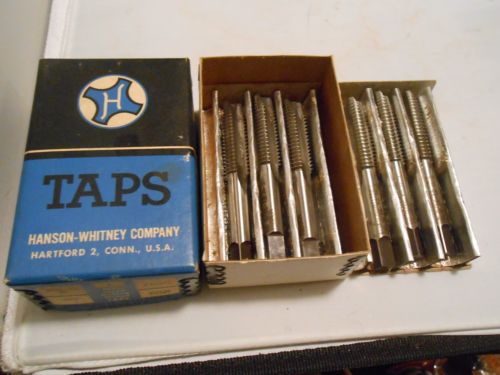 H
TAPS
HANSON-WHITNEY COMPANY
HARTFORD 2, CONN., U.S.A.